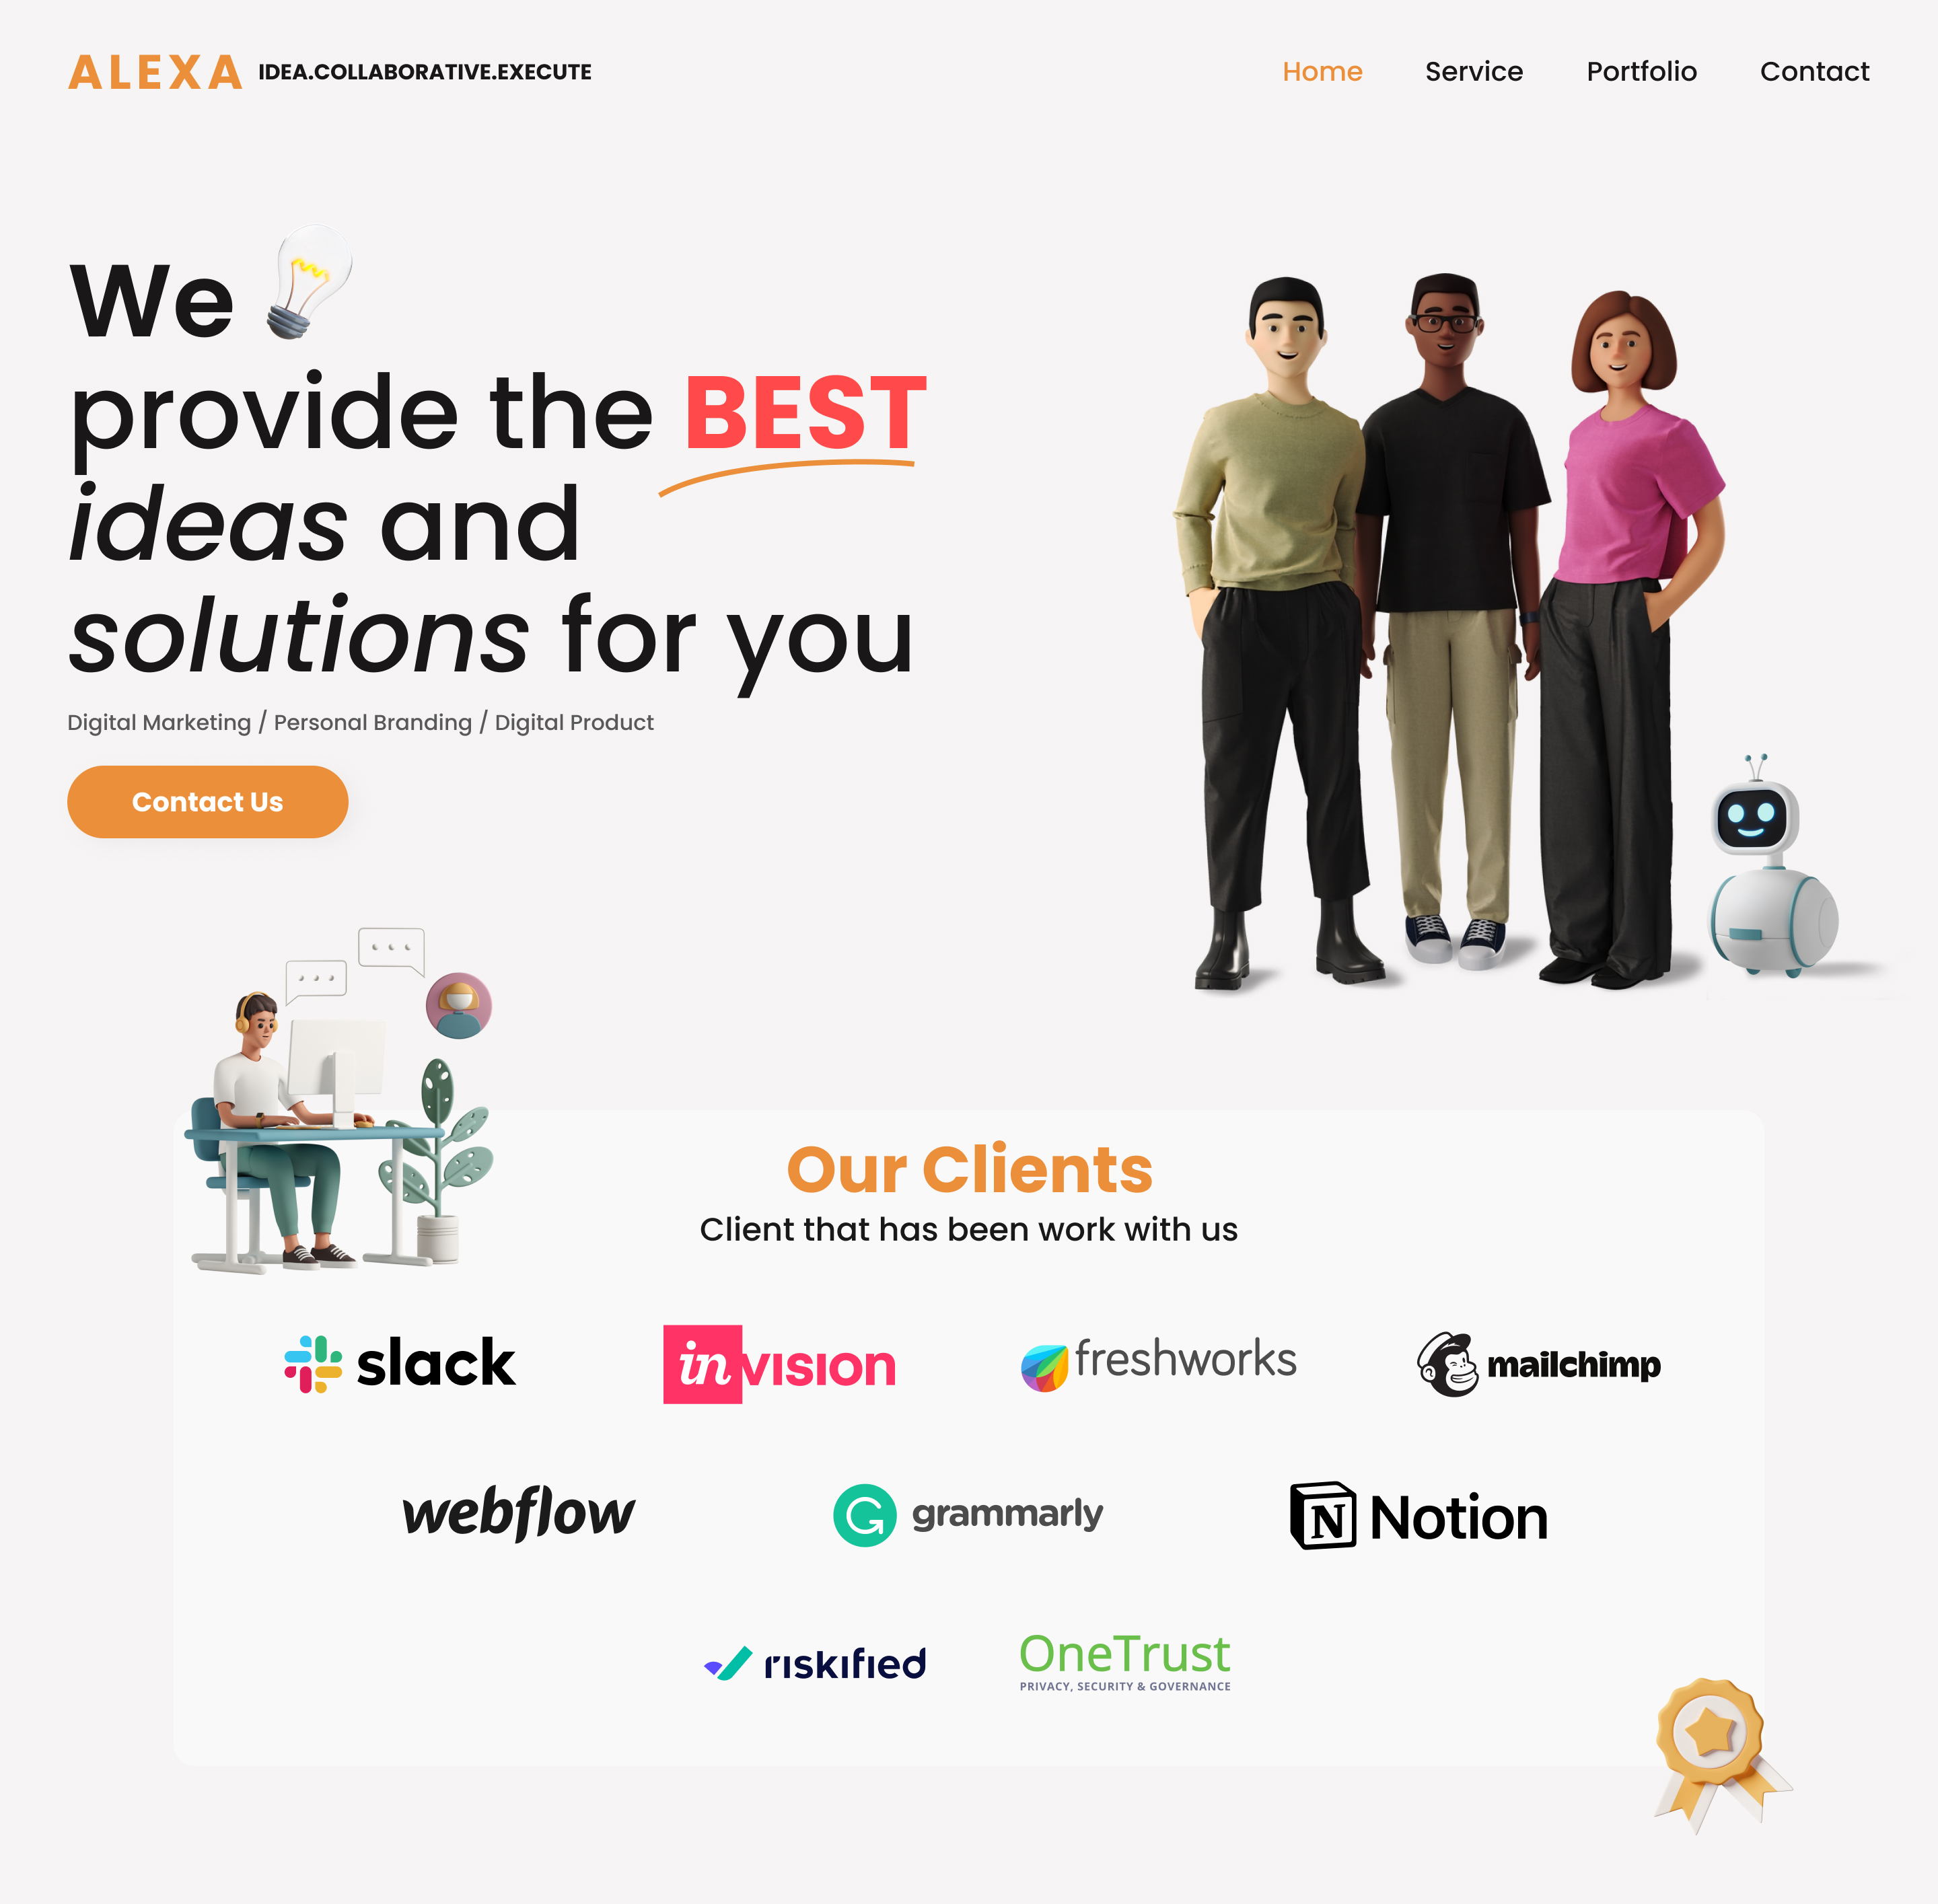 ALEXA IDEA.COLLABORATIVE.EXECUTE
Home Service Portfolio Contact
We
provide the BEST
ideas and
solutions for you
Digital Marketing / Personal Branding / Digital Product
Contact Us
Our Clients
Client that has been work with us
slack
invision
freshworks
mailchimp
webflow
grammarly
Notion
riskified
OneTrust
PRIVACY, SECURITY & GOVERNANCE